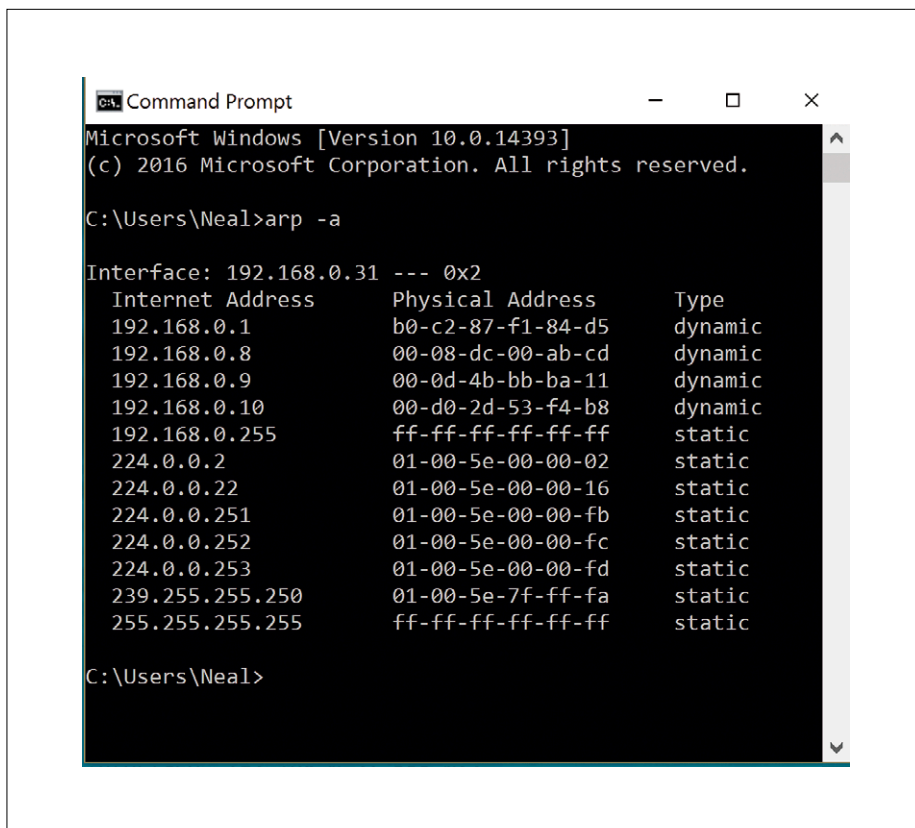 Command Prompt
Microsoft Windows [Version 10.0.14393]
(c) 2016 Microsoft Corporation. All rights reserved.
C:\Users\Neal>arp -a
Interface: 192.168.0.31 --- 0x2
Internet Address Physical Address Type
192.168.0.1 b0-c2-87-f1-84-d5 dynamic
192.168.0.8 00-08-dc-00-ab-cd dynamic
192.168.0.9 00-0d-4b-bb-ba-11 dynamic
192.168.0.10 00-d0-2d-53-f4-b8 dynamic
192.168.0.255 ff-ff-ff-ff-ff-ff static
224.0.0.2 01-00-5e-00-00-02 static
224.0.0.22 01-00-5e-00-00-16 static
224.0.0.251 01-00-5e-00-00-fb static
224.0.0.252 01-00-5e-00-00-fc static
224.0.0.253 01-00-5e-00-00-fd static
239.255.255.250 01-00-5e-7f-ff-fa static
255.255.255.255 ff-ff-ff-ff-ff-ff static
C:\Users\Neal>